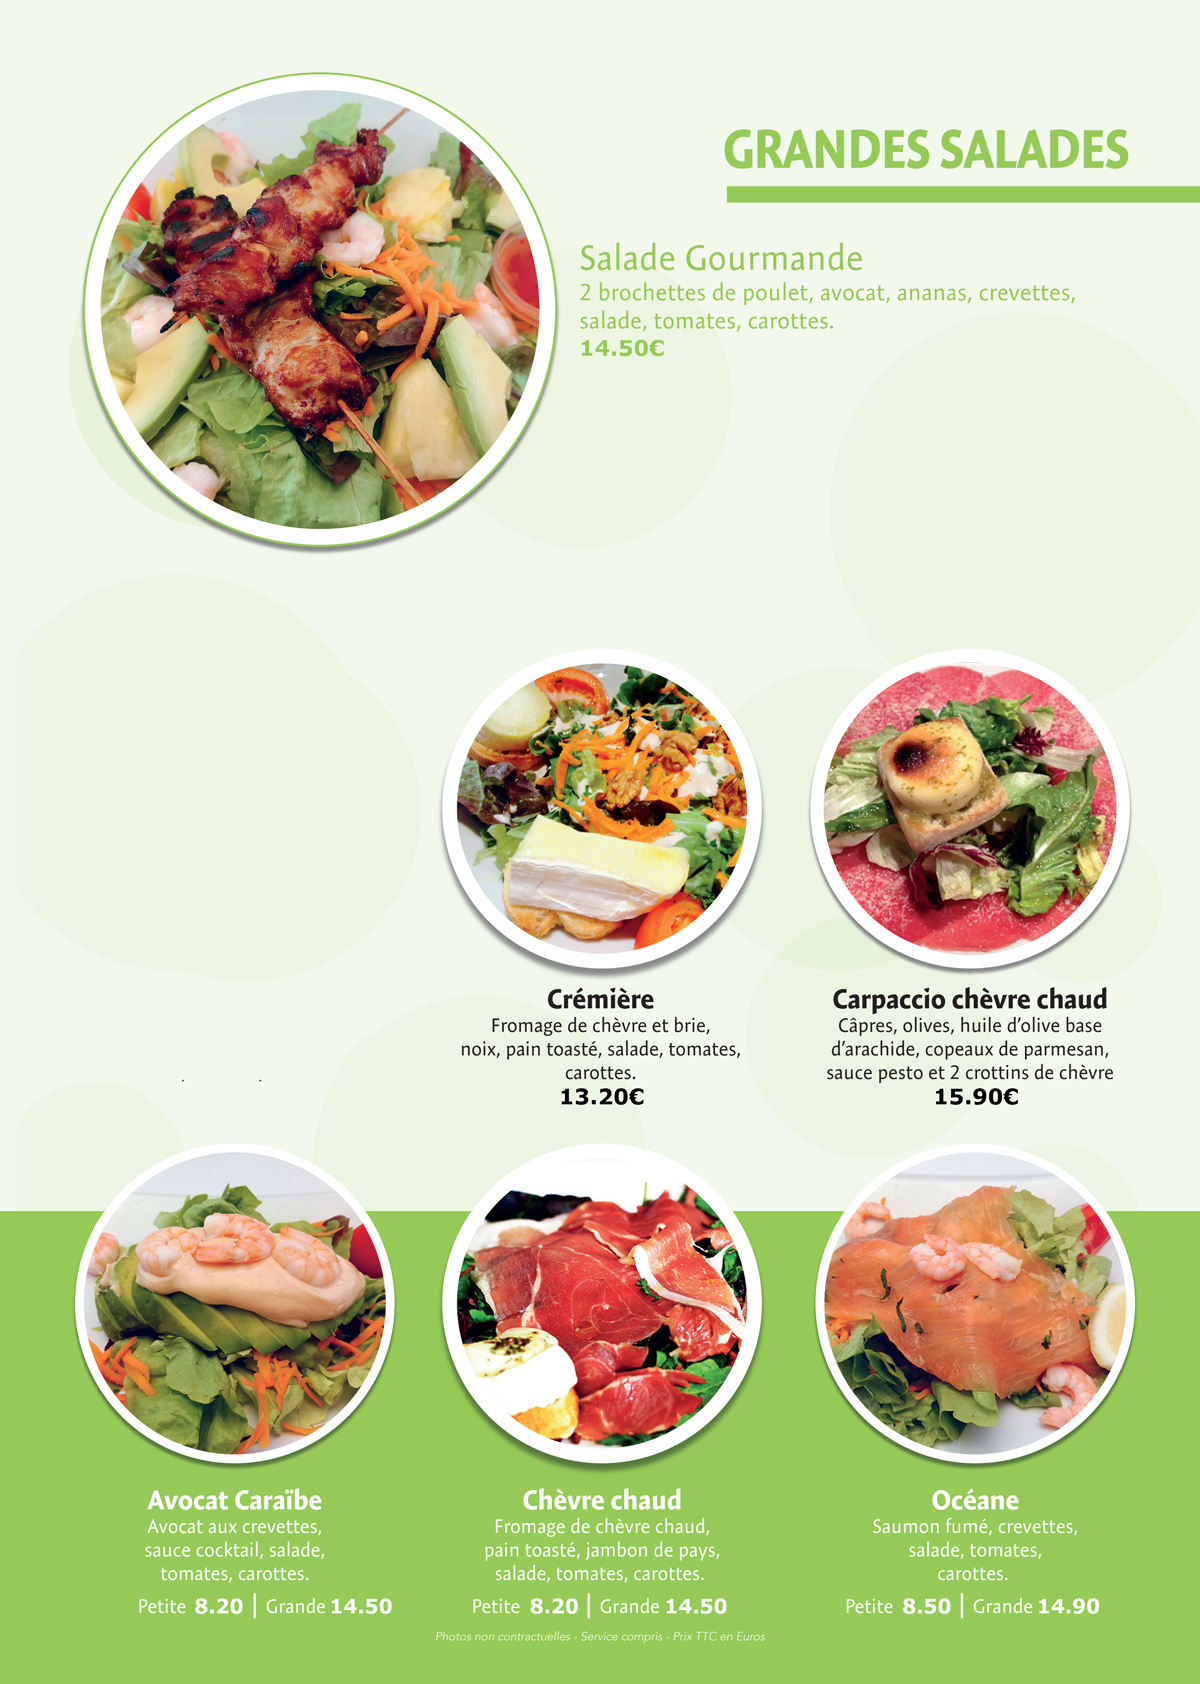 GRANDES SALADES
Salade Gourmande
2 brochettes de poulet, avocat, ananas, crevettes,
salade, tomates, carottes.
14.50€
Crémière
Fromage de chèvre et brie,
noix, pain toasté, salade, tomates,
carottes.
13.20€
Carpaccio chèvre chaud
Câpres, olives, huile d'olive base
d'arachide, copeaux de parmesan,
sauce pesto et 2 crottins de chèvre
15.90€
Avocat Caraïbe
Avocat aux crevettes,
sauce cocktail, salade,
tomates, carottes.
Petite 8.20 | Grande 14.50
Chèvre chaud
Fromage de chèvre chaud,
pain toasté, jambon de pays,
salade, tomates, carottes.
Petite 8.20 | Grande 14.50
Océane
Saumon fumé, crevettes,
salade, tomates,
carottes.
Petite 8.50 | Grande 14.90
Photos non contractuelles - Service compris - Prix TTC en Euros